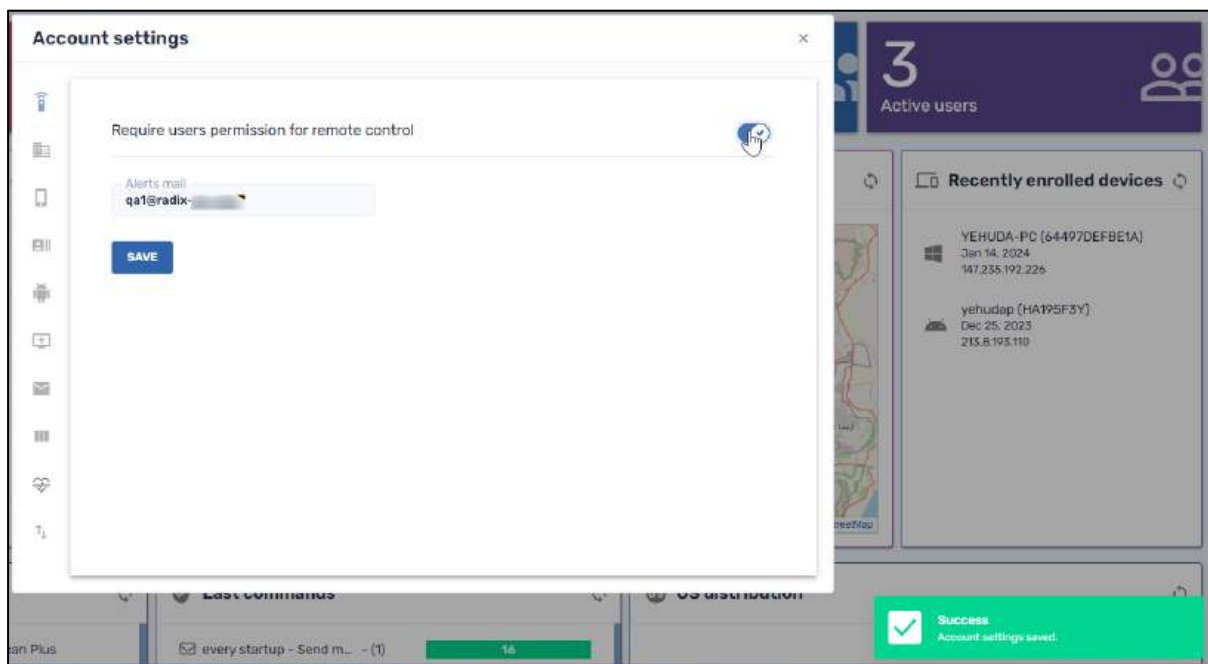 Account settings
3
Active users
Require users permission for remote control
Alerts mail
qa1@radix-
SAVE
Recently enrolled devices
YEHUDA-PC (64497DEFBE1A)
Jan 14, 2024
147.235.192.226
yehudap (HA195F3Y)
Dec 25, 2023
213.8.193.110
Last commands
OS distribution
an Plus
every startup - Send m... - (1)
16
Success
Account settings saved.